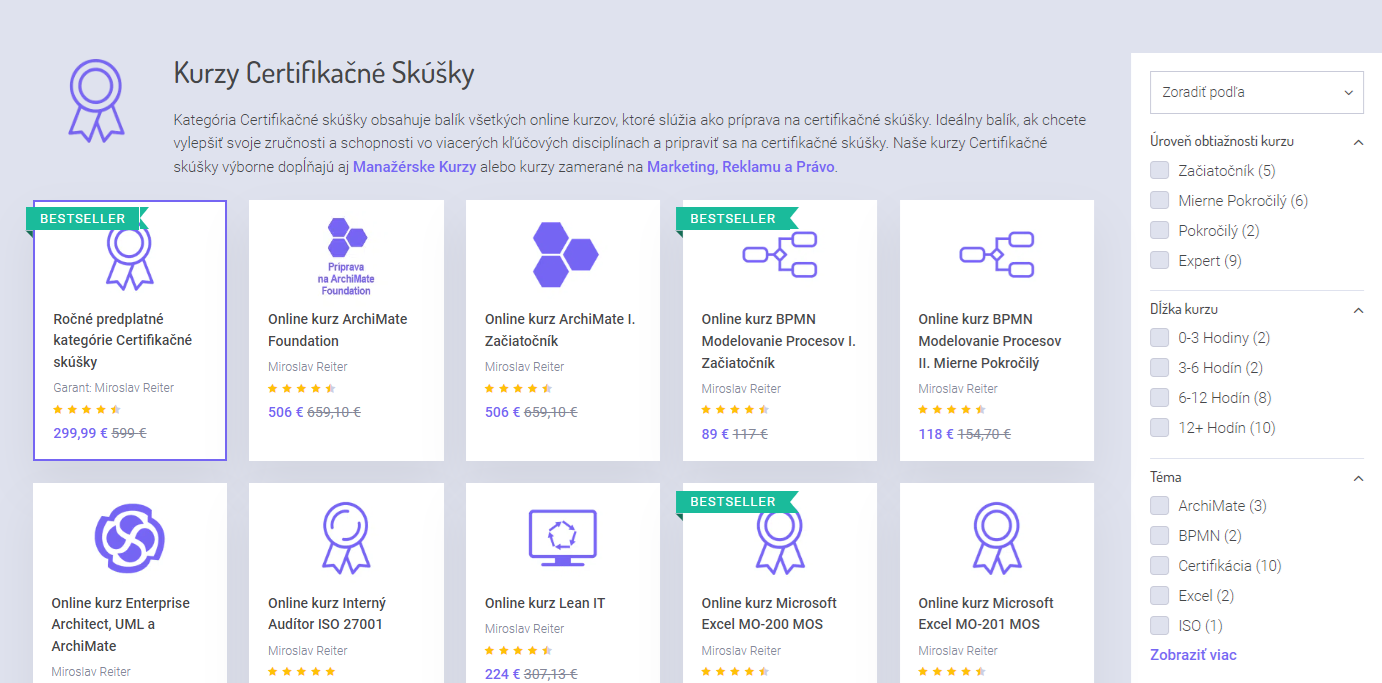 Kurzy Certifikačné Skúšky
Kategória Certifikačné skúšky obsahuje balík všetkých online kurzov, ktoré slúžia ako príprava na certifikačné skúšky. Ideálny balík, ak chcete
vylepšiť svoje zručnosti a schopnosti vo viacerých kľúčových disciplínach a pripraviť sa na certifikačné skúšky. Naše kurzy Certifikačné
skúšky výborne dopĺňajú aj Manažérske Kurzy alebo kurzy zamerané na Marketing, Reklamu a Právo.
BESTSELLER
Ročné predplatné
kategórie Certifikačné
skúšky
Garant: Miroslav Reiter
299,99 € 599 €
Priprava
na ArchiMate
Foundation
Online kurz ArchiMate
Foundation
Miroslav Reiter
506 € 659,10 €
Online kurz ArchiMate I.
Začiatočník
Miroslav Reiter
506 € 659,10 €
BESTSELLER
Online kurz BPMN
Modelovanie Procesov I.
Začiatočník
Miroslav Reiter
89 € 117 €
Online kurz BPMN
Modelovanie Procesov
II. Mierne Pokročilý
Miroslav Reiter
118 € 154,70 €
Online kurz Enterprise
Architect, UML a
ArchiMate
Miroslav Reiter
Online kurz Interný
Audítor ISO 27001
Miroslav Reiter
Online kurz Lean IT
Miroslav Reiter
224 € 307,13 €
BESTSELLER
Online kurz Microsoft
Excel MO-200 MOS
Miroslav Reiter
Online kurz Microsoft
Excel MO-201 MOS
Miroslav Reiter
Zoradiť podľa
Úroveň obtiažnosti kurzu
Začiatočník (5)
Mierne Pokročilý (6)
Pokročilý (2)
Expert (9)
Dĺžka kurzu
0-3 Hodiny (2)
3-6 Hodín (2)
6-12 Hodín (8)
12+ Hodín (10)
Téma
ArchiMate (3)
BPMN (2)
Certifikácia (10)
Excel (2)
ISO (1)
Zobraziť viac